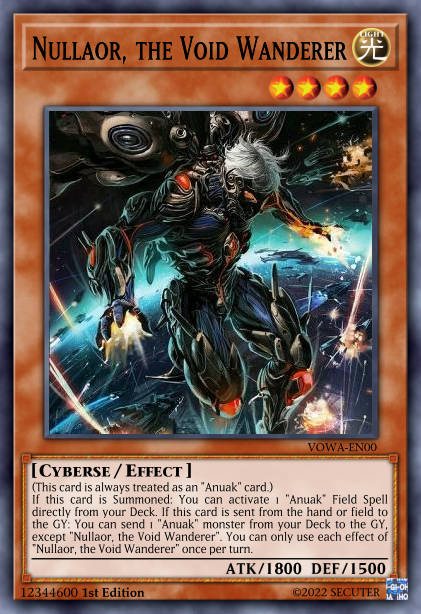 Nullaor, the Void Wanderer
LIGHT
光
VOWA-EN00
[Cyberse / Effect]
(This card is always treated as an "Anuak" card.)
If this card is Summoned: You can activate 1 "Anuak" Field Spell
directly from your Deck. If this card is sent from the hand or field to
the GY: You can send 1 "Anuak" monster from your Deck to the GY,
except "Nullaor, the Void Wanderer". You can only use each effect of
"Nullaor, the Void Wanderer" once per turn.
ATK/1800 DEF/1500
12344600 1st Edition
©2022 SECUTER